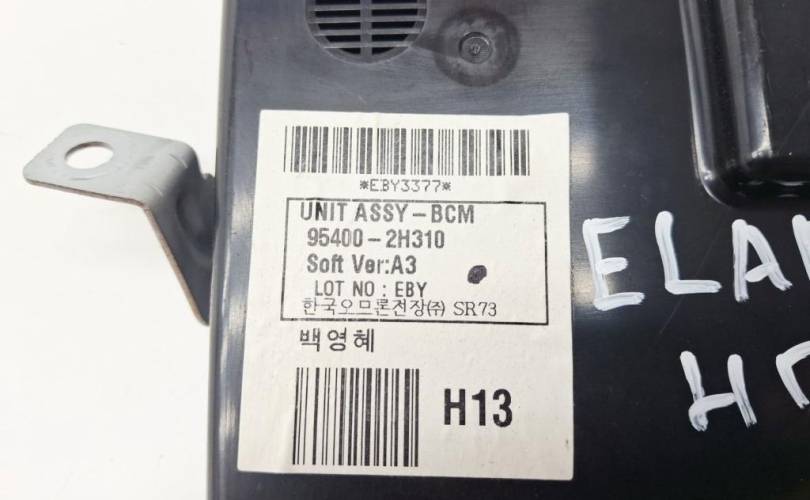 *EBY3377*
UNIT ASSY-BCM
95400-2H310
Soft Ver:A3
LOT NO : EBY
한국오므론전장㈜ SR73
백영혜
H13